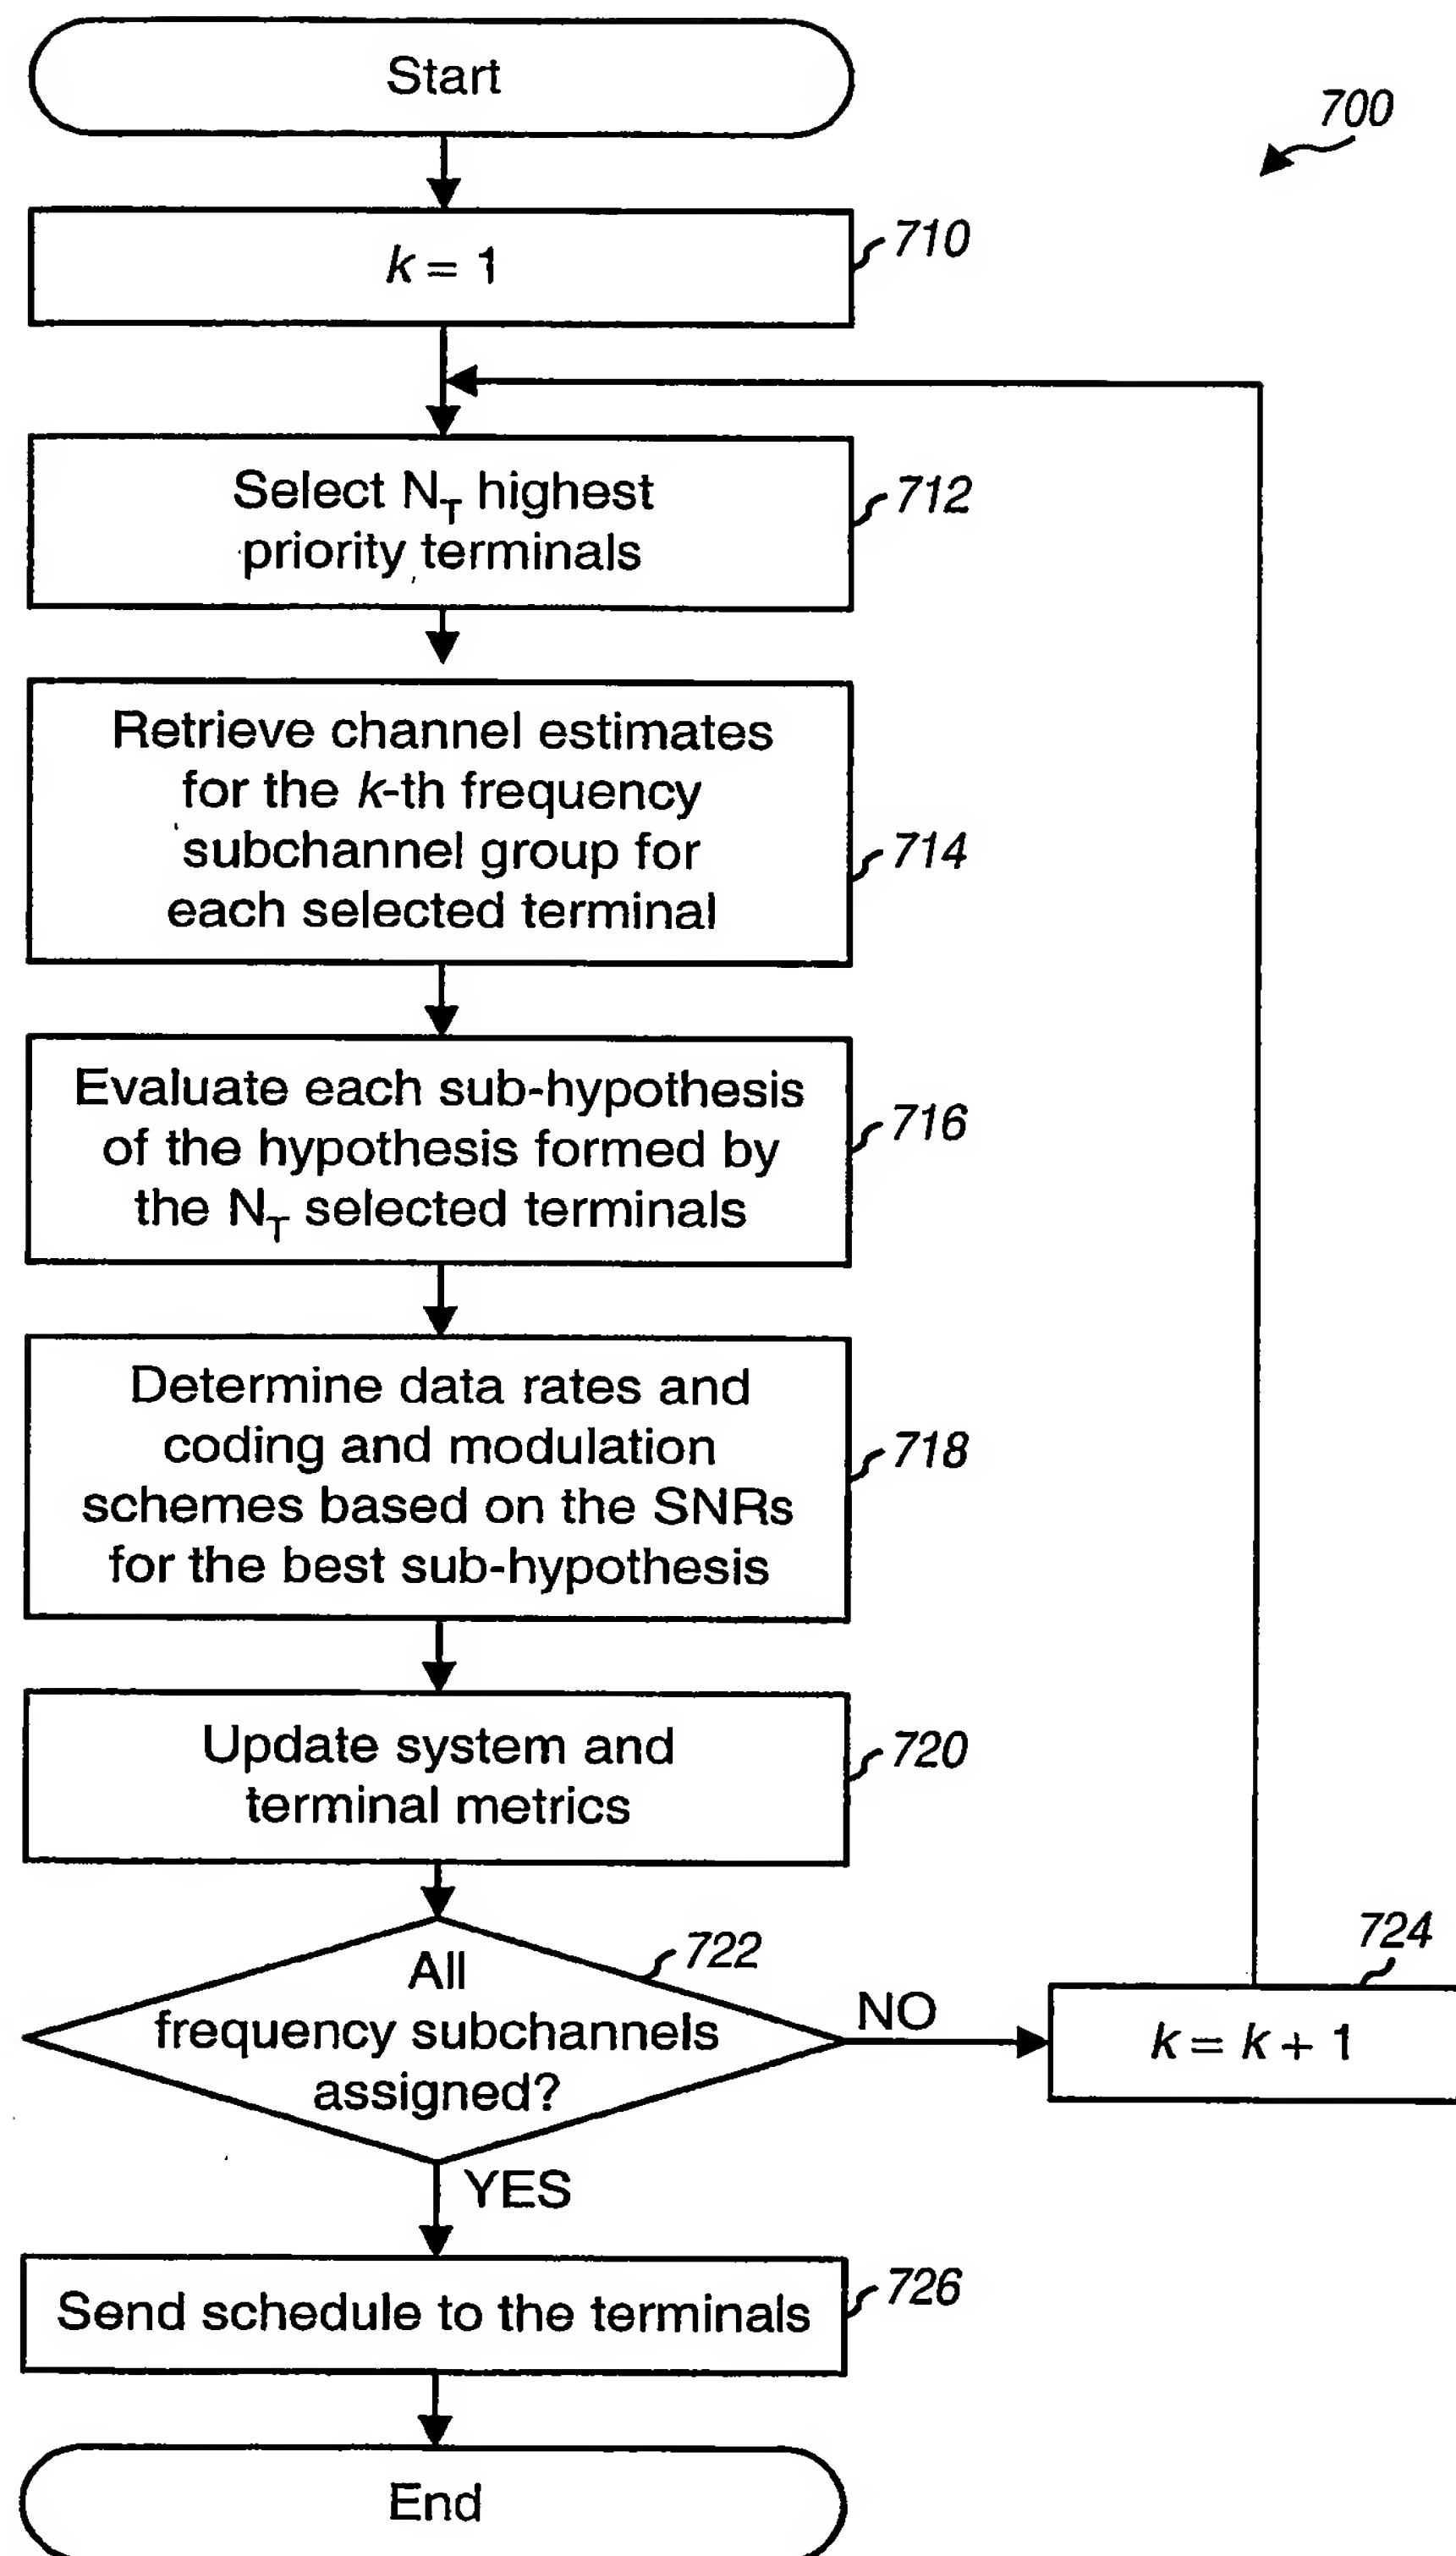 Start
700
k = 1
710
Select N_T highest
priority terminals
712
Retrieve channel estimates
for the k-th frequency
subchannel group for
each selected terminal
714
Evaluate each sub-hypothesis
of the hypothesis formed by
the N_T selected terminals
716
Determine data rates and
coding and modulation
schemes based on the SNRs
for the best sub-hypothesis
718
Update system and
terminal metrics
720
All
frequency subchannels
assigned?
722
NO
724
k = k + 1
YES
Send schedule to the terminals
726
End